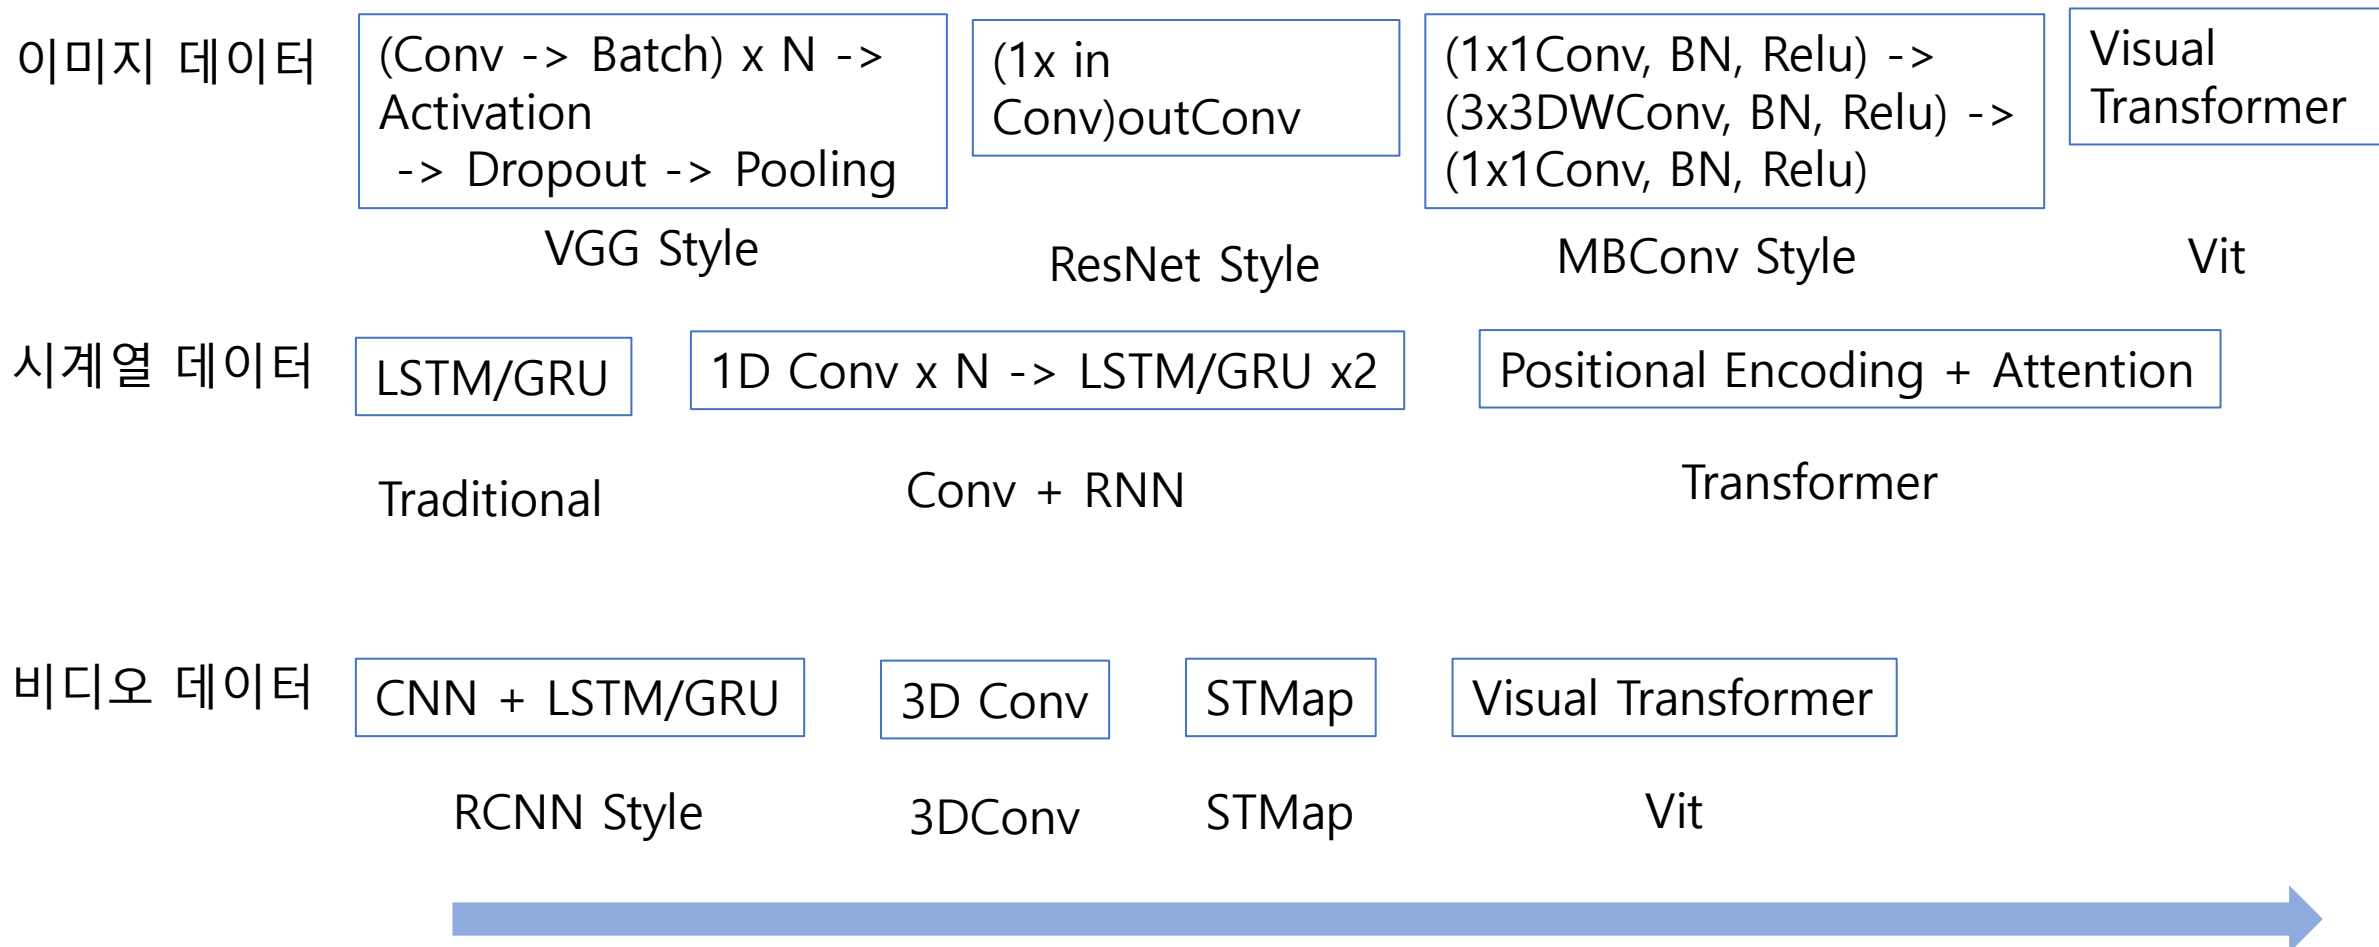 이미지 데이터
(Conv -> Batch) x N ->
Activation
-> Dropout -> Pooling
VGG Style
(1x in
Conv)outConv
ResNet Style
(1x1Conv, BN, Relu) ->
(3x3DWConv, BN, Relu) ->
(1x1Conv, BN, Relu)
MBConv Style
Visual
Transformer
Vit
시계열 데이터
LSTM/GRU
Traditional
1D Conv x N -> LSTM/GRU x2
Conv + RNN
Positional Encoding + Attention
Transformer
비디오 데이터
CNN + LSTM/GRU
RCNN Style
3D Conv
3DConv
STMap
STMap
Visual Transformer
Vit